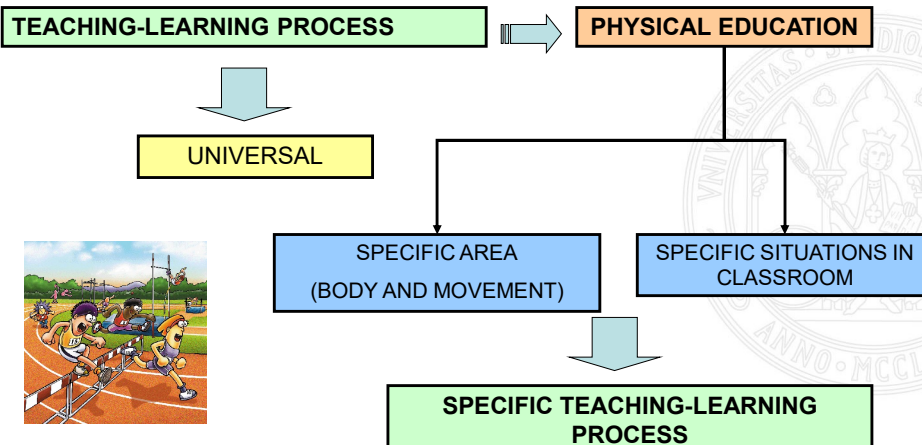 TEACHING-LEARNING PROCESS
PHYSICAL EDUCATION
UNIVERSAL
SPECIFIC AREA
(BODY AND MOVEMENT)
SPECIFIC SITUATIONS IN
CLASSROOM
SPECIFIC TEACHING-LEARNING
PROCESS